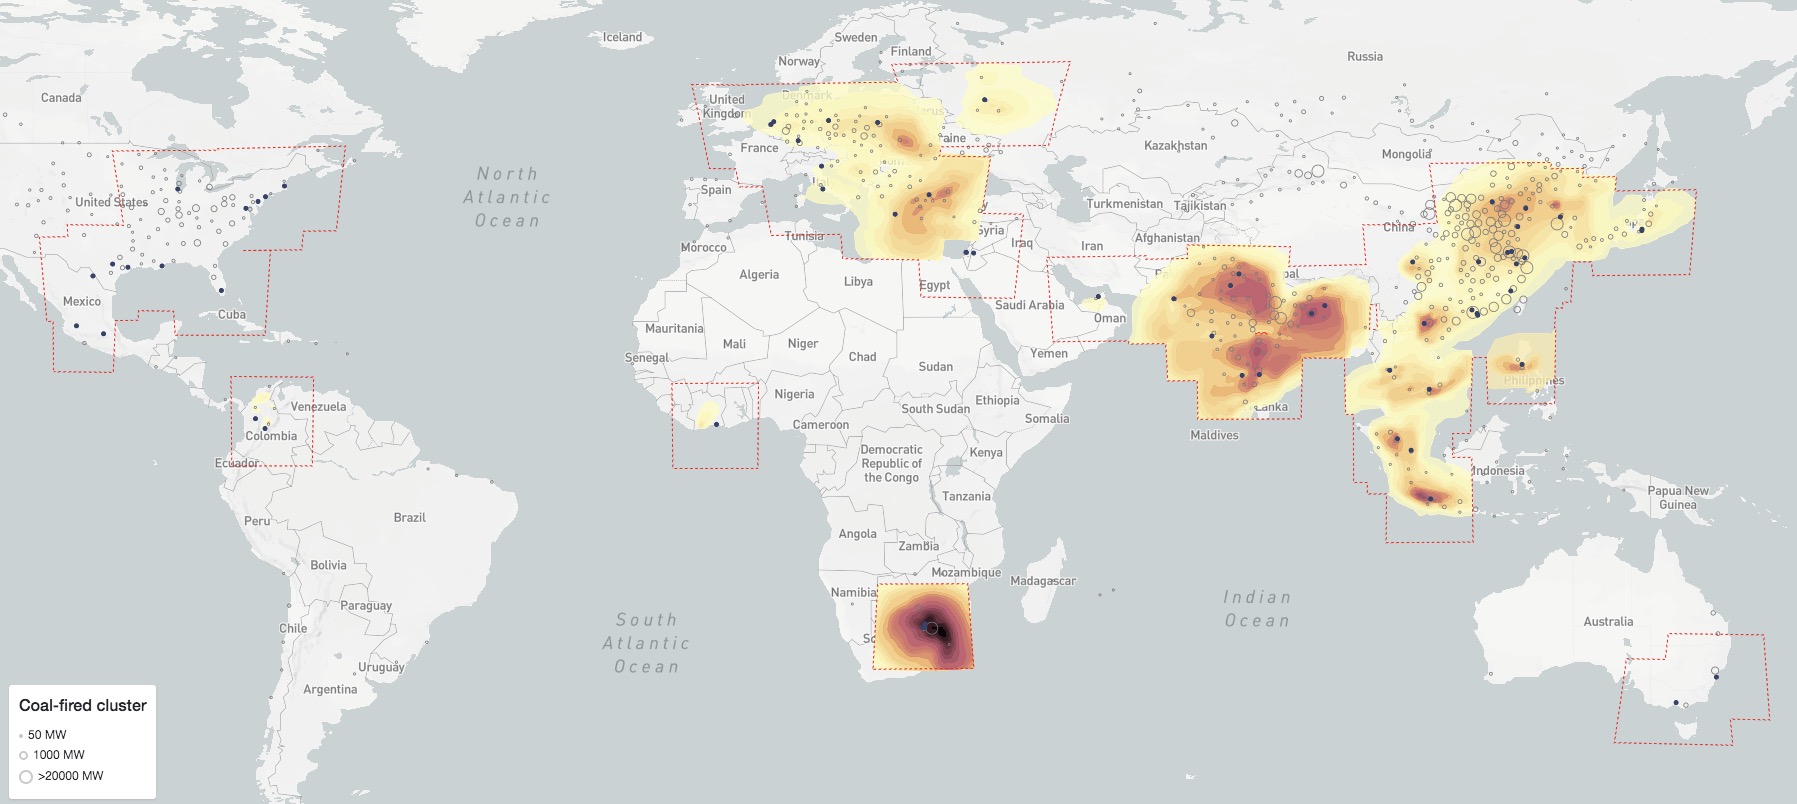 Iceland
Sweden
Finland
Norway
Russia
Canada
United
Kingdom
Denmark
France
Spain
Kazakhstan
Mongolia
North
Atlantic
Ocean
United States
Turkmenistan
Tajikistan
China
Morocco
Tunisia
Syria
Iraq
Iran
Afghanistan
Algeria
Libya
Egypt
Saudi Arabia
Oman
Mexico
Cuba
Mauritania
Mali
Niger
Chad
Sudan
Yemen
Senegal
Nigeria
South Sudan
Ethiopia
Somalia
Philippines
Lanka
Maldives
Venezuela
Colombia
Ecuador
Cameroon
Democratic
Republic of
the Congo
Kenya
Tanzania
Indonesia
Papua New
Guinea
Peru
Brazil
Angola
Zambia
Bolivia
Mozambique
Madagascar
Namibia
Paraguay
Chile
Uruguay
Argentina
South
Atlantic
Ocean
Indian
Ocean
Australia
Coal-fired cluster
50 MW
1000 MW
>20000 MW